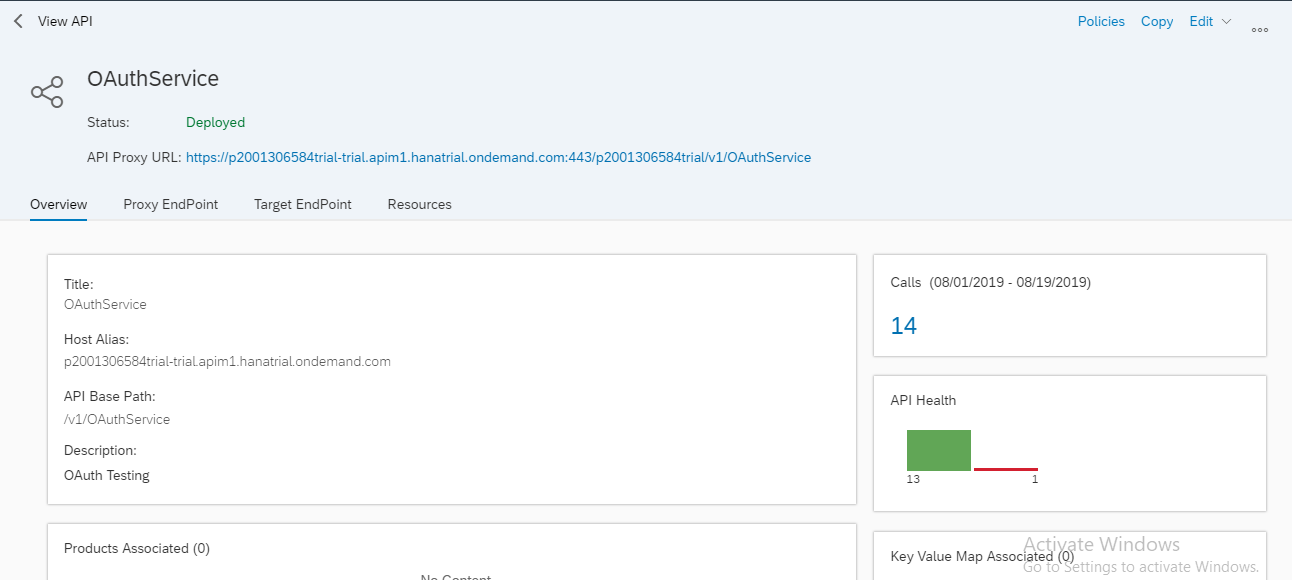 View API
Policies Copy Edit
OAuthService
Status: Deployed
API Proxy URL: https://p2001306584trial-trial.apim1.hanatrial.ondemand.com:443/p2001306584trial/v1/OAuthService
Overview Proxy EndPoint Target EndPoint Resources
Title:
OAuthService
Host Alias:
p2001306584trial-trial.apim1.hanatrial.ondemand.com
API Base Path:
/v1/OAuthService
Description:
OAuth Testing
Calls (08/01/2019 - 08/19/2019)
14
API Health
13 1
Products Associated (0)
No Content
Key Value Map Associated (0)
Activate Windows
Go to Settings to activate Windows.